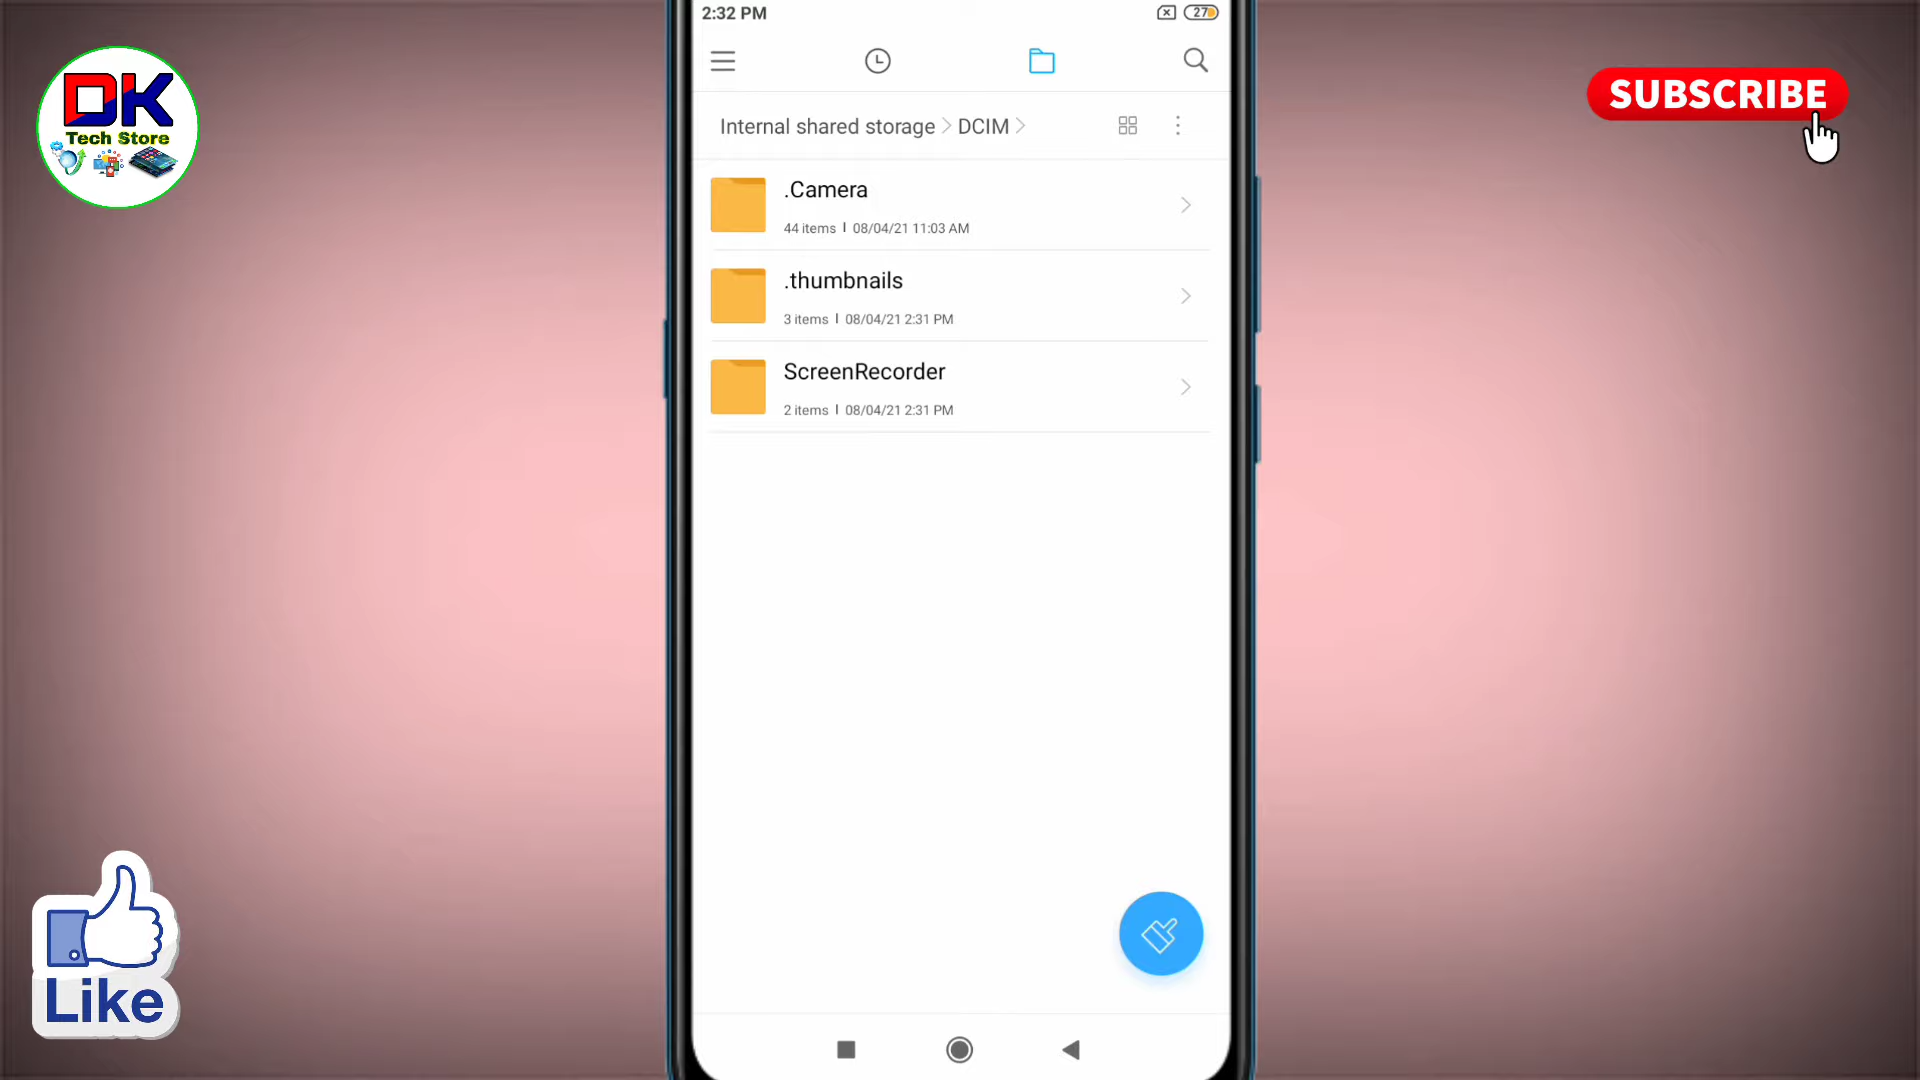 2:32 PM
27
DK
Tech Store
SUBSCRIBE
Internal shared storage > DCIM >
.Camera
44 items I 08/04/21 11:03 AM
.thumbnails
3 items I 08/04/21 2:31 PM
ScreenRecorder
2 items I 08/04/21 2:31 PM
Like